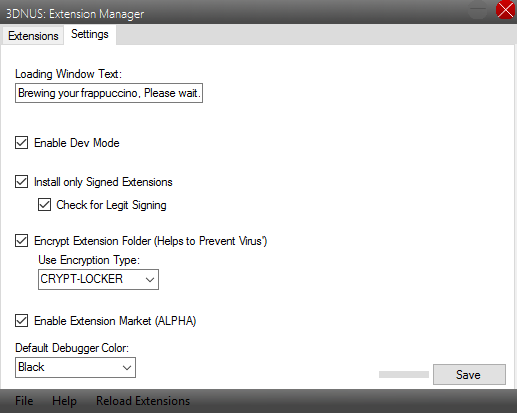 3DNUS: Extension Manager
Extensions
Settings
Loading Window Text:
Brewing your frappuccino, Please wait.
Enable Dev Mode
Install only Signed Extensions
Check for Legit Signing
Encrypt Extension Folder (Helps to Prevent Virus')
Use Encryption Type:
CRYPT-LOCKER
Enable Extension Market (ALPHA)
Default Debugger Color:
Black
Save
File Help Reload Extensions